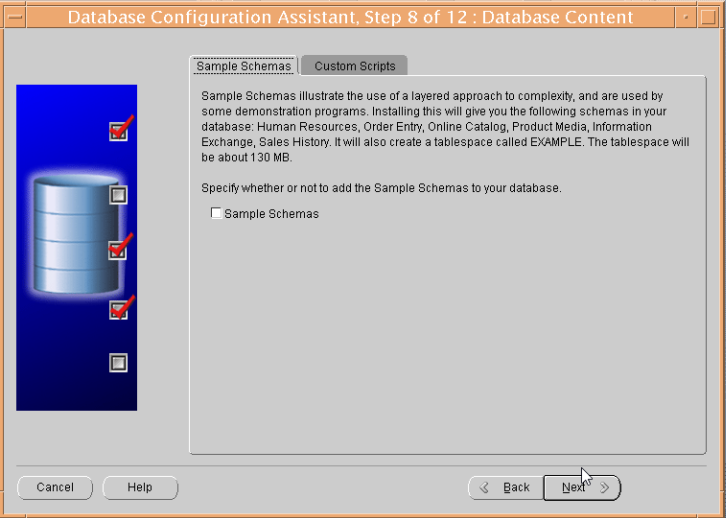 Database Configuration Assistant, Step 8 of 12 : Database Content
Sample Schemas
Custom Scripts
Sample Schemas illustrate the use of a layered approach to complexity, and are used by
some demonstration programs. Installing this will give you the following schemas in your
database: Human Resources, Order Entry, Online Catalog, Product Media, Information
Exchange, Sales History. It will also create a tablespace called EXAMPLE. The tablespace will
be about 130 MB.
Specify whether or not to add the Sample Schemas to your database.
Sample Schemas
Cancel
Help
Back
Next